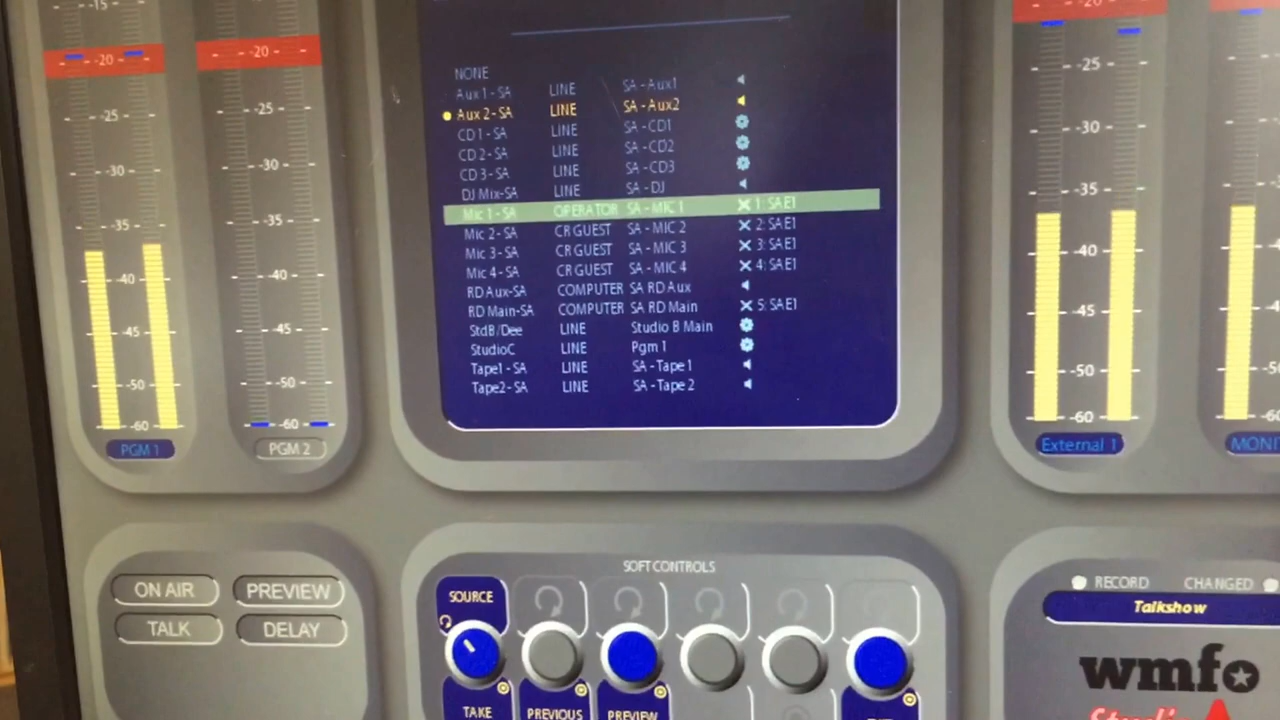 -15
-20
-20
-25
-25
-30
-30
-35
-35
-40
-40
-45
-45
-50
-50
-60
-60
PGM 1
PGM 2
NONE
Aux 1 - SA LINE SA - Aux1
Aux 2 - SA LINE SA - Aux2
CD 1 - SA LINE SA - CD1
CD 2 - SA LINE SA - CD2
CD 3 - SA LINE SA - CD3
DJ Mix-SA LINE SA - DJ
Mic 1 - SA OPERATOR SA - MIC 1 1: SAE1
Mic 2 - SA CR GUEST SA - MIC 2 2: SAE1
Mic 3 - SA CR GUEST SA - MIC 3 3: SAE1
Mic 4 - SA CR GUEST SA - MIC 4 4: SAE1
RD Aux-SA COMPUTER SA RD Aux
RD Main-SA COMPUTER SA RD Main 5: SAE1
StdB/Dee LINE Studio B Main
StudioC LINE Pgm 1
Tape1 - SA LINE SA - Tape 1
Tape2 - SA LINE SA - Tape 2
-20
-25
-30
-35
-40
-45
-50
-60
External 1
ON AIR PREVIEW
TALK DELAY
SOFT CONTROLS
SOURCE
TAKE PREVIOUS PREVIEW
RECORD CHANGED
Talkshow
wmfo